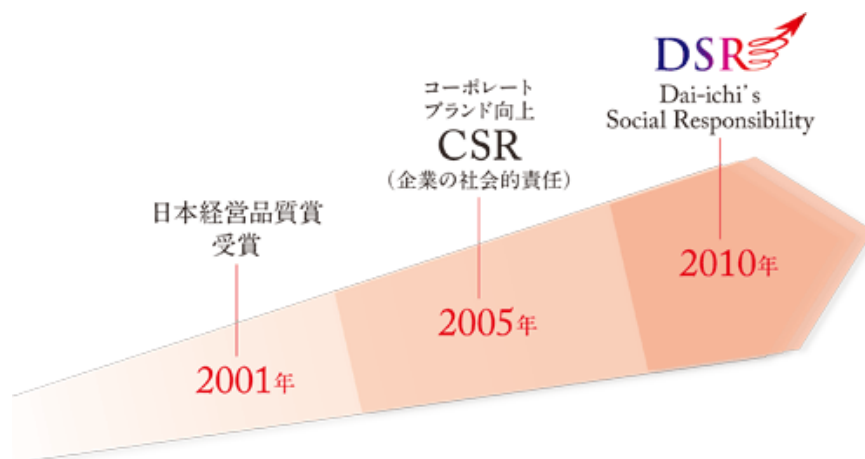 日本経営品質賞
受賞
2001年
コーポレート
ブランド向上
CSR
(企業の社会的責任)
2005年
DSR
Dai-ichi's
Social Responsibility
2010年